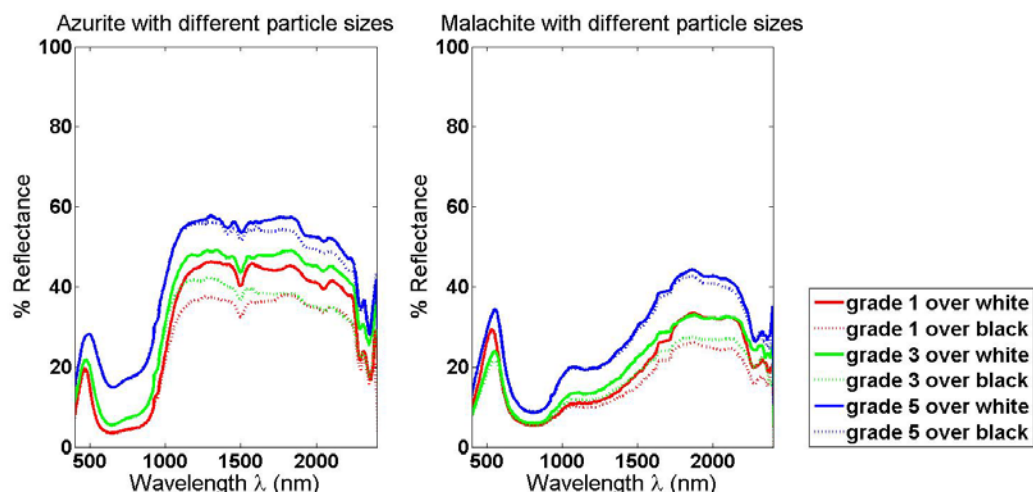 Azurite with different particle sizes
100
80
60
40
20
0
% Reflectance
500 1000 1500 2000
Wavelength λ (nm)
Malachite with different particle sizes
100
80
60
40
20
0
% Reflectance
500 1000 1500 2000
Wavelength λ (nm)
grade 1 over white
grade 1 over black
grade 3 over white
grade 3 over black
grade 5 over white
grade 5 over black